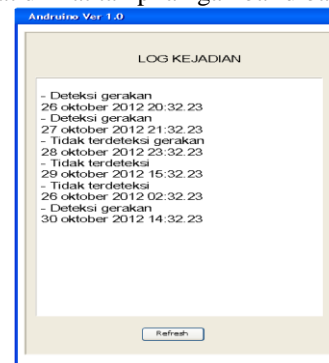 Andruino Ver 1.0
LOG KEJADIAN
- Deteksi gerakan
26 oktober 2012 20:32.23
- Deteksi gerakan
27 oktober 2012 21:32.23
- Tidak terdeteksi gerakan
28 oktober 2012 23:32.23
- Tidak terdeteksi
29 oktober 2012 15:32.23
- Tidak terdeteksi
26 oktober 2012 02:32.23
- Deteksi gerakan
30 oktober 2012 14:32.23
Refresh